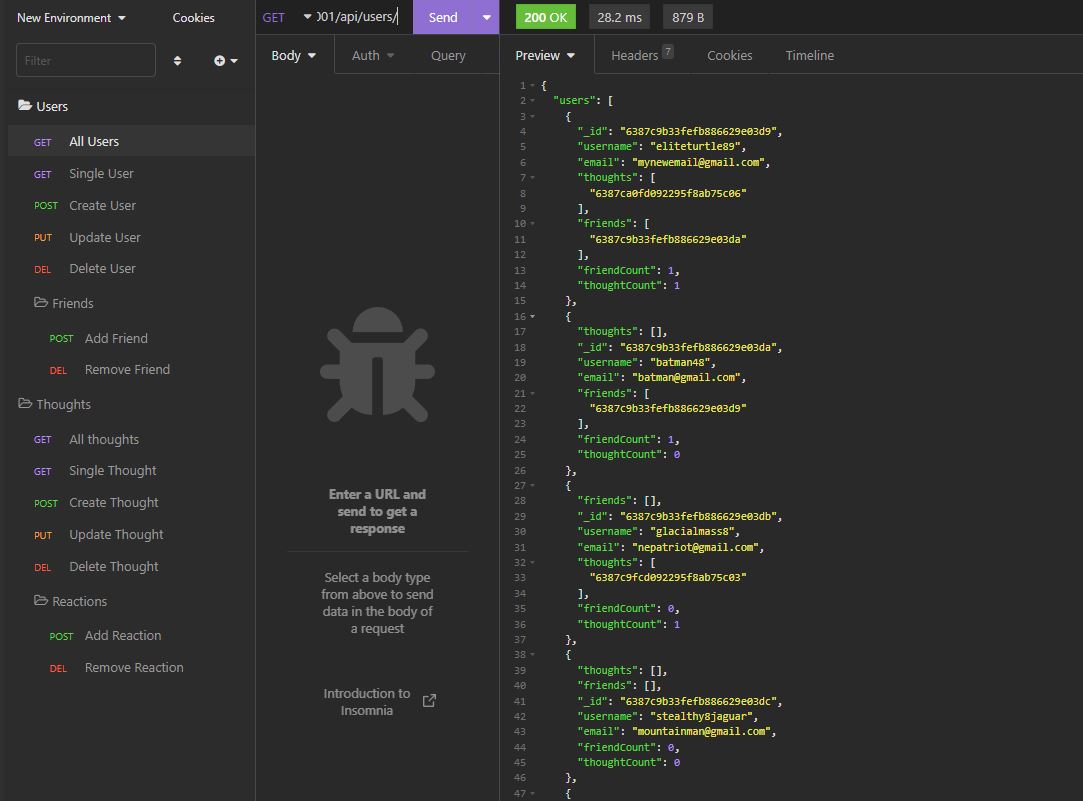 New Environment
Cookies
GET
001/api/users/
Send
200 OK
28.2 ms
879 B
Filter
Body
Auth
Query
Preview
Headers 7
Cookies
Timeline
Users
GET All Users
GET Single User
POST Create User
PUT Update User
DEL Delete User
Friends
POST Add Friend
DEL Remove Friend
Thoughts
GET All thoughts
GET Single Thought
POST Create Thought
PUT Update Thought
DEL Delete Thought
Reactions
POST Add Reaction
DEL Remove Reaction
Enter a URL and
send to get a
response
Select a body type
from above to send
data in the body of
a request
Introduction to
Insomnia
1 {
2 "users": [
3 {
4 "_id": "6387c9b33fefb886629e03d9",
5 "username": "eliteturtle89",
6 "email": "mynewemail@gmail.com",
7 "thoughts": [
8 "6387ca0fd092295f8ab75c06"
9 ],
10 "friends": [
11 "6387c9b33fefb886629e03da"
12 ],
13 "friendCount": 1,
14 "thoughtCount": 1
15 },
16 {
17 "thoughts": [],
18 "_id": "6387c9b33fefb886629e03da",
19 "username": "batman48",
20 "email": "batman@gmail.com",
21 "friends": [
22 "6387c9b33fefb886629e03d9"
23 ],
24 "friendCount": 1,
25 "thoughtCount": 0
26 },
27 {
28 "friends": [],
29 "_id": "6387c9b33fefb886629e03db",
30 "username": "glacialmass8",
31 "email": "nepatriot@gmail.com",
32 "thoughts": [
33 "6387c9fcd092295f8ab75c03"
34 ],
35 "friendCount": 0,
36 "thoughtCount": 1
37 },
38 {
39 "thoughts": [],
40 "friends": [],
41 "_id": "6387c9b33fefb886629e03dc",
42 "username": "stealthy8jaguar",
43 "email": "mountainman@gmail.com",
44 "friendCount": 0,
45 "thoughtCount": 0
46 },
47 {